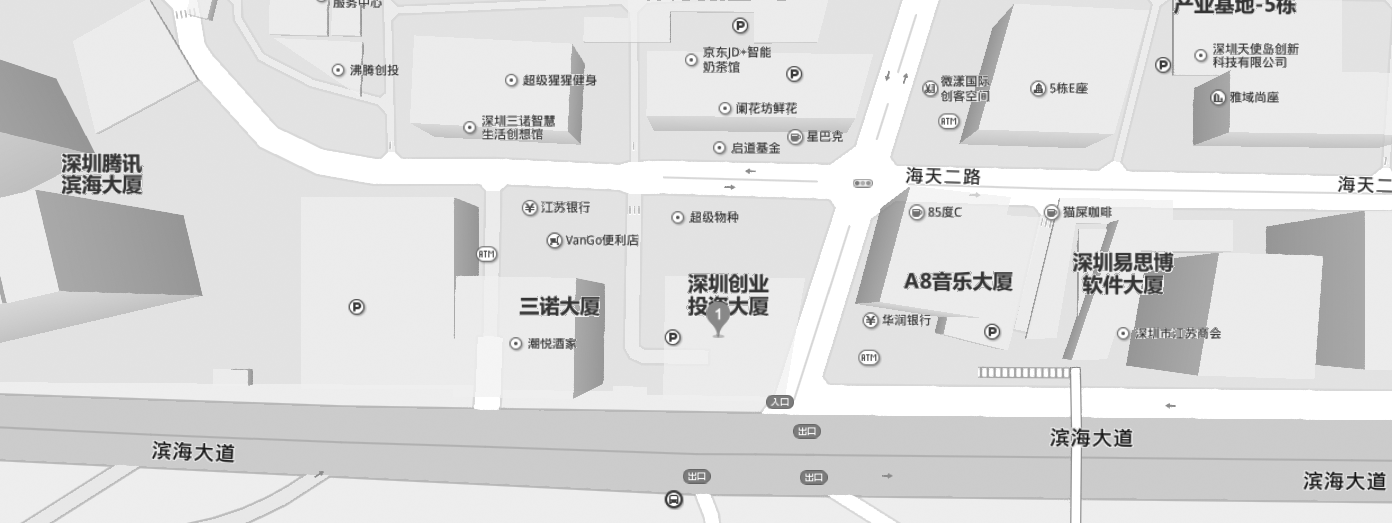 服务中心
产业基地-5栋
P
沸腾创投
超级猩猩健身
京东JD+智能
奶茶馆
P
微漾国际
创客空间
5栋E座
P
深圳天使岛创新
科技有限公司
雅域尚座
阑花坊鲜花
深圳三诺智慧
生活创想馆
ATM
星巴克
启道基金
深圳腾讯
滨海大厦
海天二路
海天二
江苏银行
VanGo便利店
超级物种
85度C
猫屎咖啡
ATM
深圳创业
投资大厦
1
A8音乐大厦
深圳易思博
软件大厦
三诺大厦
P
潮悦酒家
P
华润银行
P
深圳市江苏商会
ATM
入口
出口
滨海大道
滨海大道
出口
出口
滨海大道